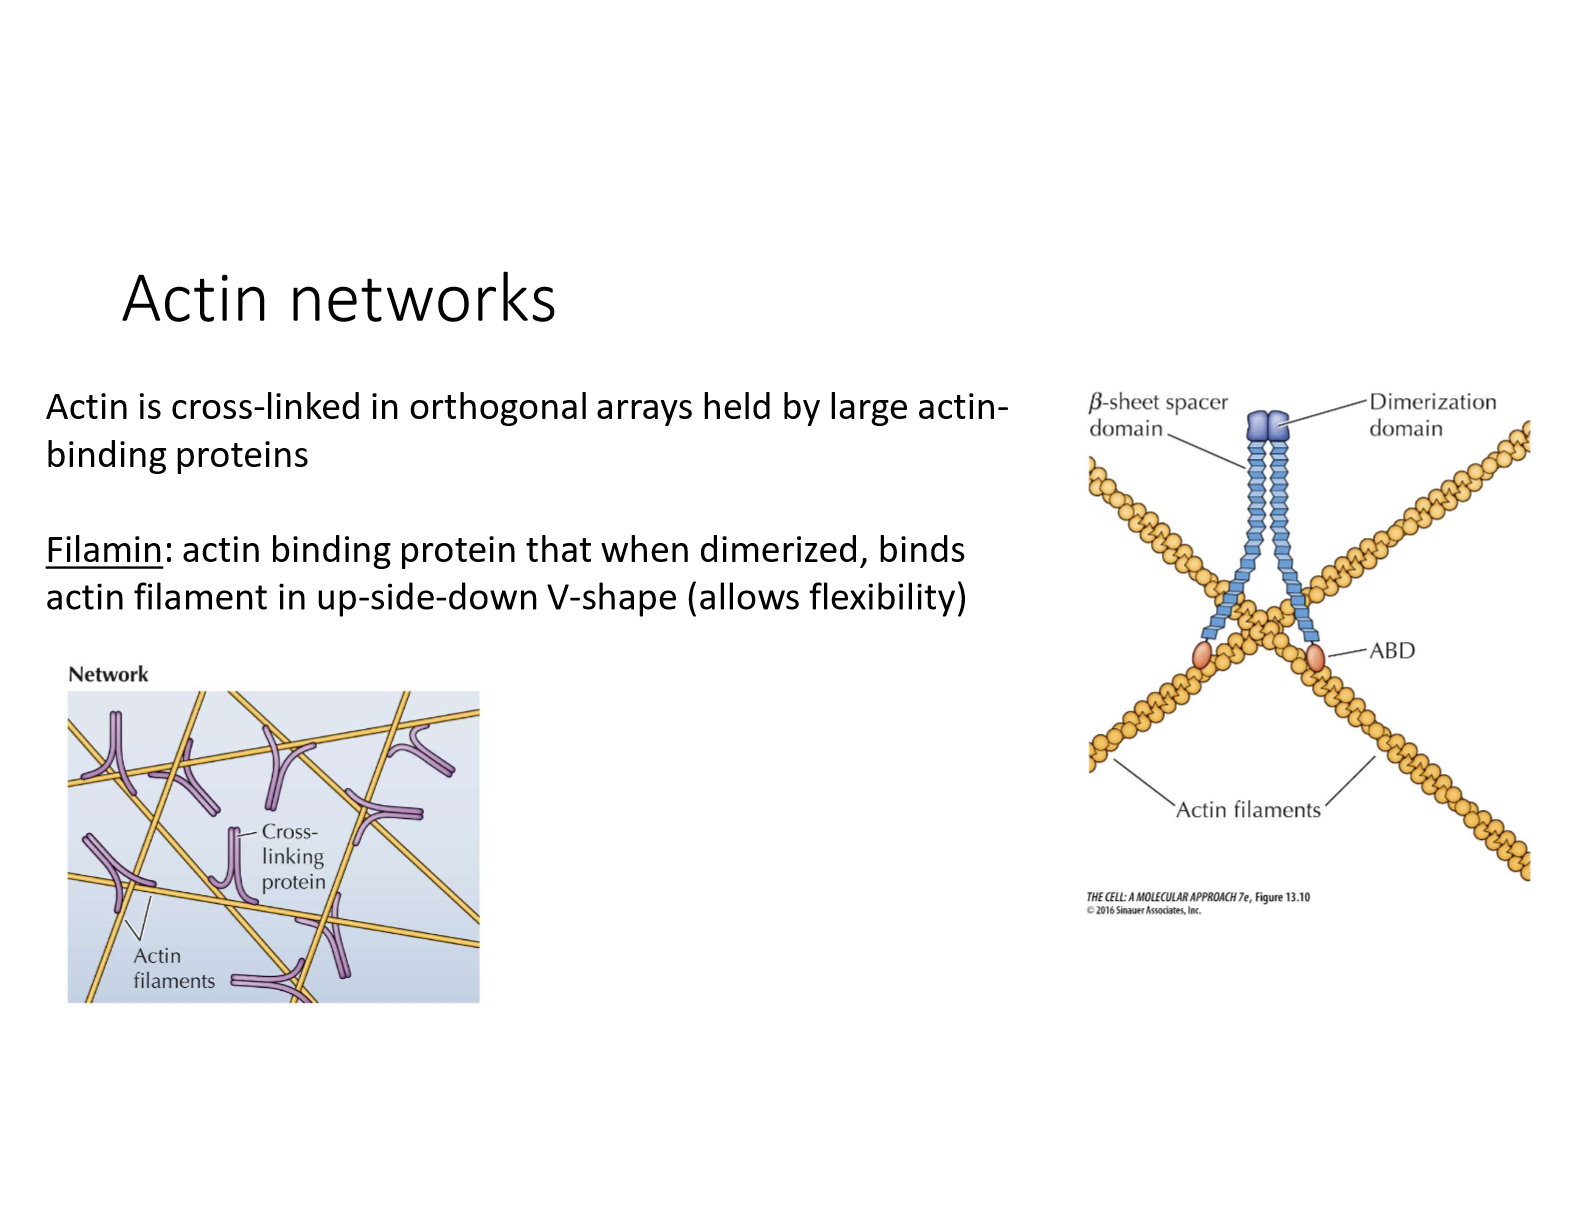 Actin networks
Actin is cross-linked in orthogonal arrays held by large actin-
binding proteins
Filamin: actin binding protein that when dimerized, binds
actin filament in up-side-down V-shape (allows flexibility)
Network
Cross-
linking
protein
Actin
filaments
β-sheet spacer
domain
Dimerization
domain
ABD
Actin filaments
THE CELL: A MOLECULAR APPROACH 7e, Figure 13.10
© 2016 Sinauer Associates, Inc.